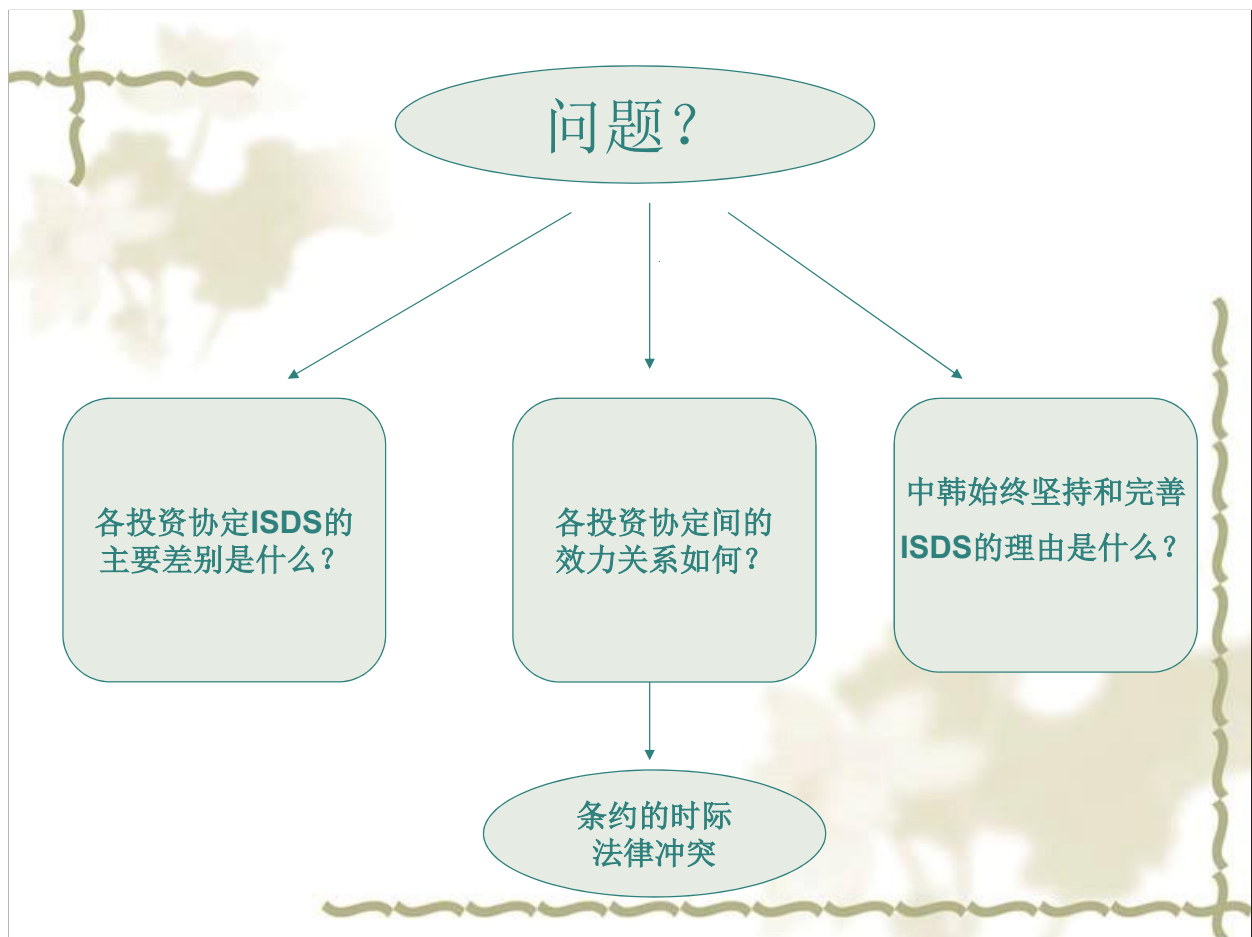 问题？
各投资协定ISDS的
主要差别是什么？
各投资协定间的
效力关系如何？
中韩始终坚持和完善
ISDS的理由是什么？
条约的时际
法律冲突